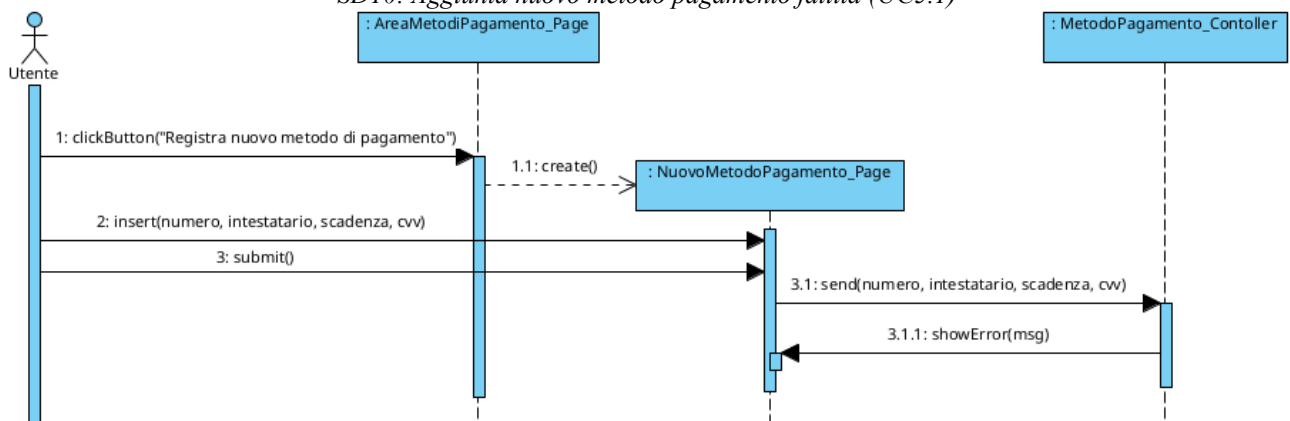 SD10: Aggiunta nuovo metodo pagamento fallita (UC5.1)
: AreaMetodiPagamento_Page
: MetodoPagamento_Contoller
Utente
1: clickButton("Registra nuovo metodo di pagamento")
1.1: create()
: NuovoMetodoPagamento_Page
2: insert(numero, intestatario, scadenza, cvv)
3: submit()
3.1: send(numero, intestatario, scadenza, cvv)
3.1.1: showError(msg)